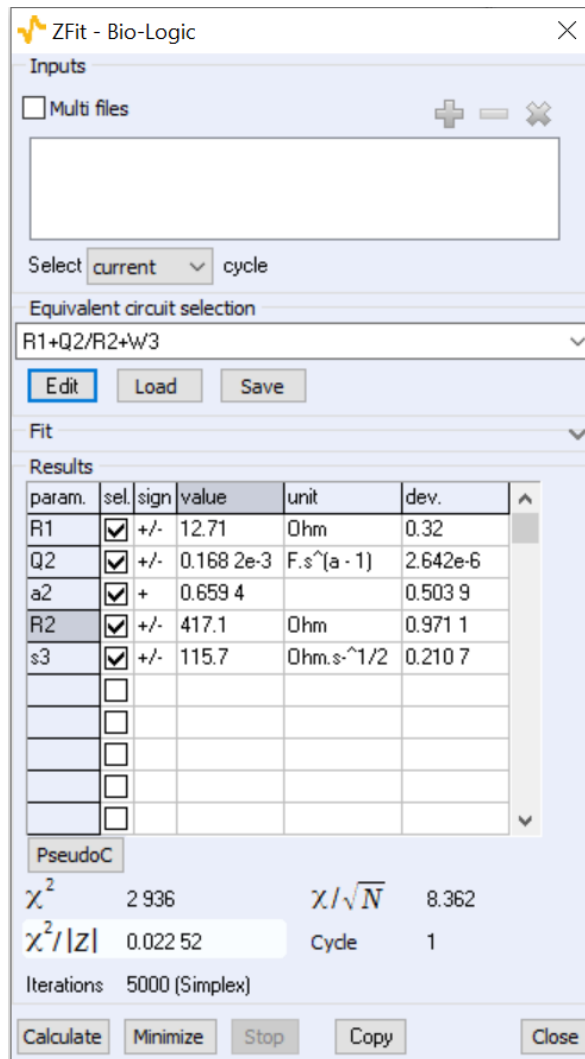 ZFit - Bio-Logic
Inputs
Multi files
Select current cycle
Equivalent circuit selection
R1+Q2/R2+W3
Edit Load Save
Fit
Results
param. sel. sign value unit dev.
R1 +/- 12.71 Ohm 0.32
Q2 +/- 0.168 2e-3 F.s^(a - 1) 2.642e-6
a2 + 0.659 4 0.503 9
R2 +/- 417.1 Ohm 0.971 1
s3 +/- 115.7 Ohm.s-^1/2 0.210 7
PseudoC
χ² 2 936 χ/√N 8.362
χ²/|Z| 0.022 52 Cycle 1
Iterations 5000 (Simplex)
Calculate Minimize Stop Copy Close